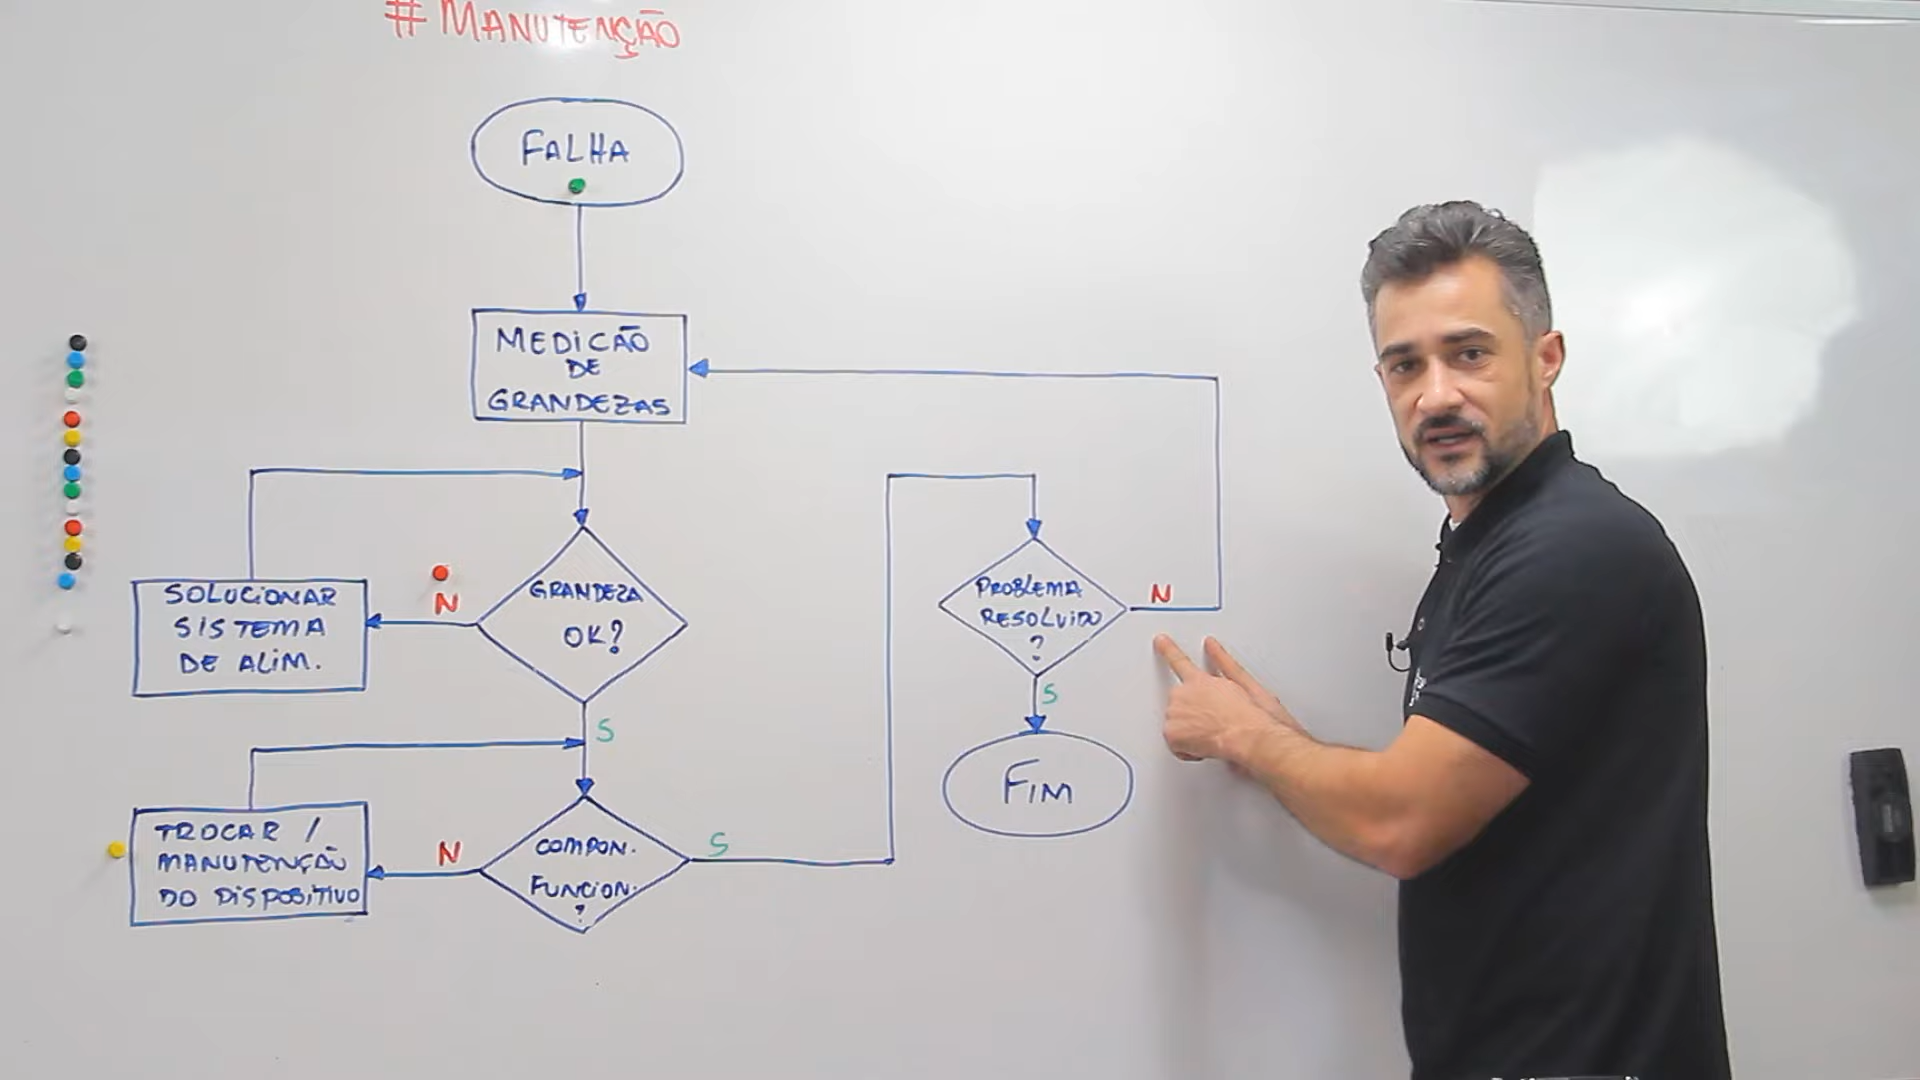 #MANUTENÇÃO
FALHA
MEDICÃO
DE
GRANDEZAS
GRANDEZA
OK?
N
SOLUCIONAR
SISTEMA
DE ALIM.
S
COMPON.
FUNCION.
?
N
TROCAR /
MANUTENÇÃO
DO DISPOSITIVO
S
PROBLEMA
RESOLVIDO
?
N
S
FIM